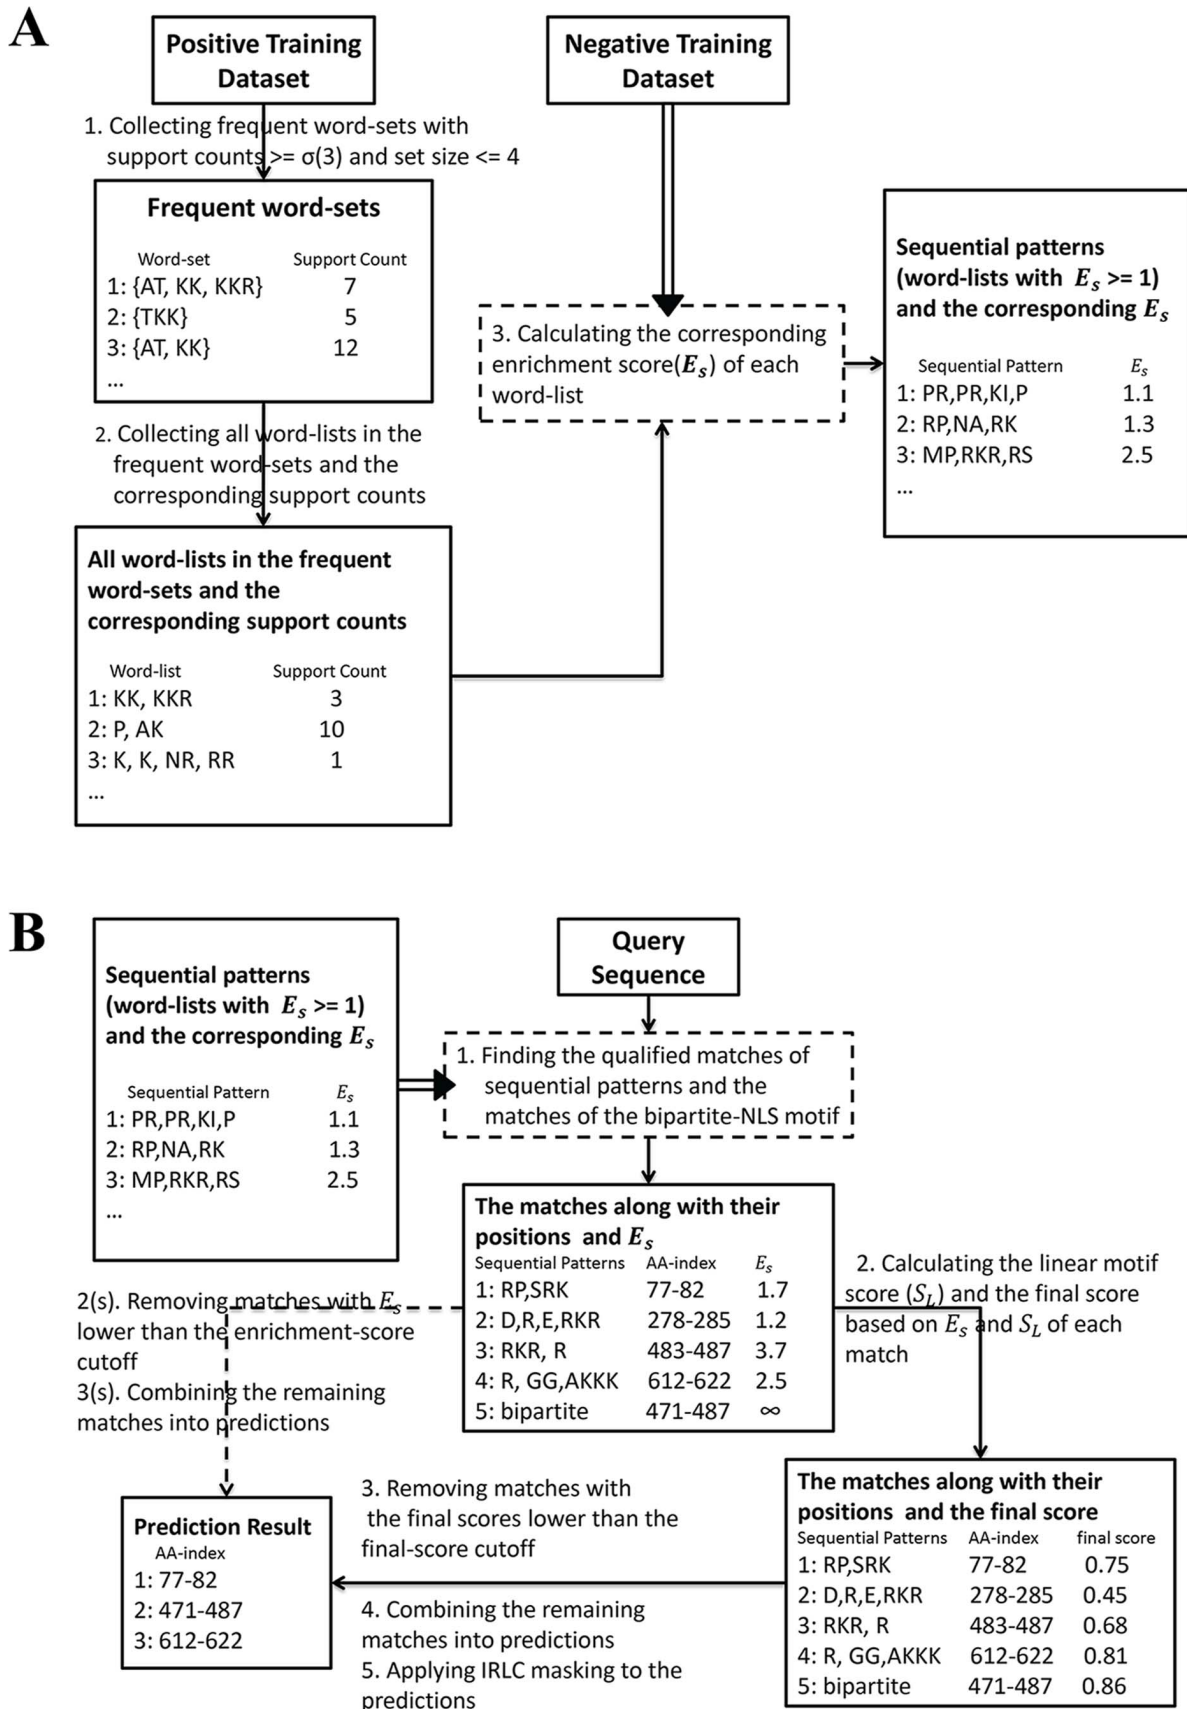 A
Positive Training
Dataset
Negative Training
Dataset
1. Collecting frequent word-sets with
support counts >= σ(3) and set size <= 4
Frequent word-sets
Word-set Support Count
1: {AT, KK, KKR} 7
2: {TKK} 5
3: {AT, KK} 12
...
2. Collecting all word-lists in the
frequent word-sets and the
corresponding support counts
All word-lists in the frequent
word-sets and the
corresponding support counts
Word-list Support Count
1: KK, KKR 3
2: P, AK 10
3: K, K, NR, RR 1
...
3. Calculating the corresponding
enrichment score(Es) of each
word-list
Sequential patterns
(word-lists with Es >= 1)
and the corresponding Es
Sequential Pattern Es
1: PR,PR,KI,P 1.1
2: RP,NA,RK 1.3
3: MP,RKR,RS 2.5
...
B
Sequential patterns
(word-lists with Es >= 1)
and the corresponding Es
Sequential Pattern Es
1: PR,PR,KI,P 1.1
2: RP,NA,RK 1.3
3: MP,RKR,RS 2.5
...
Query
Sequence
1. Finding the qualified matches of
sequential patterns and the
matches of the bipartite-NLS motif
The matches along with their
positions and Es
Sequential Patterns AA-index Es
1: RP,SRK 77-82 1.7
2: D,R,E,RKR 278-285 1.2
3: RKR, R 483-487 3.7
4: R, GG,AKKK 612-622 2.5
5: bipartite 471-487 ∞
2. Calculating the linear motif
score (SL) and the final score
based on Es and SL of each
match
2(s). Removing matches with Es
lower than the enrichment-score
cutoff
3(s). Combining the remaining
matches into predictions
The matches along with their
positions and the final score
Sequential Patterns AA-index final score
1: RP,SRK 77-82 0.75
2: D,R,E,RKR 278-285 0.45
3: RKR, R 483-487 0.68
4: R, GG,AKKK 612-622 0.81
5: bipartite 471-487 0.86
3. Removing matches with
the final scores lower than the
final-score cutoff
4. Combining the remaining
matches into predictions
5. Applying IRLC masking to the
predictions
Prediction Result
AA-index
1: 77-82
2: 471-487
3: 612-622